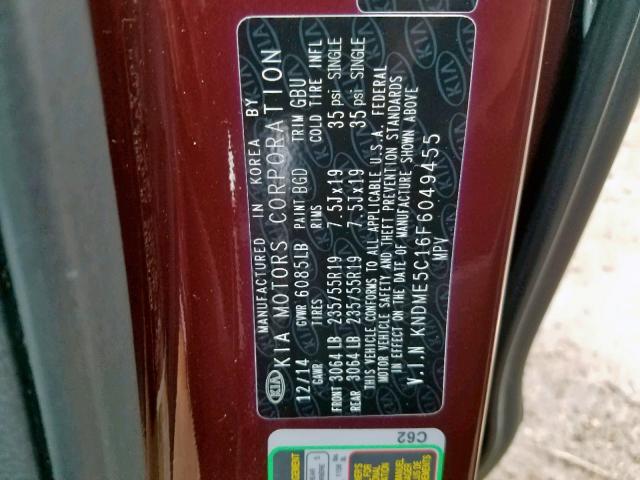 MANUFACTURED IN KOREA BY
KIA KIA MOTORS CORPORATION
12/14 GVWR 6085LB PAINT BGD TRIM GBU
GAWR TIRES RIMS COLD TIRE INFL
FRONT 3064 LB 235/55R19 7.5Jx19 35 psi SINGLE
REAR 3064 LB 235/55R19 7.5Jx19 35 psi SINGLE
THIS VEHICLE CONFORMS TO ALL APPLICABLE U.S.A. FEDERAL
MOTOR VEHICLE SAFETY AND THEFT PREVENTION STANDARDS
IN EFFECT ON THE DATE OF MANUFACTURE SHOWN ABOVE
V.I.N KNDME5C16F6049455
MPV
C62